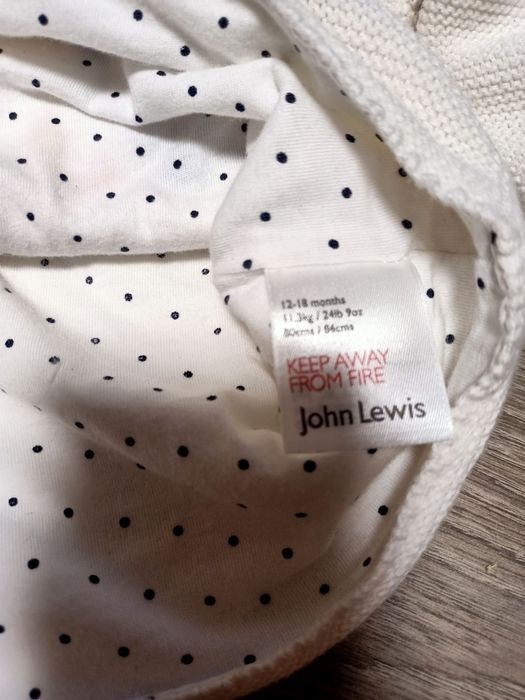 12-18 months
11.3kg / 24lb 9oz
80cms / 86cms
KEEP AWAY
FROM FIRE
John Lewis